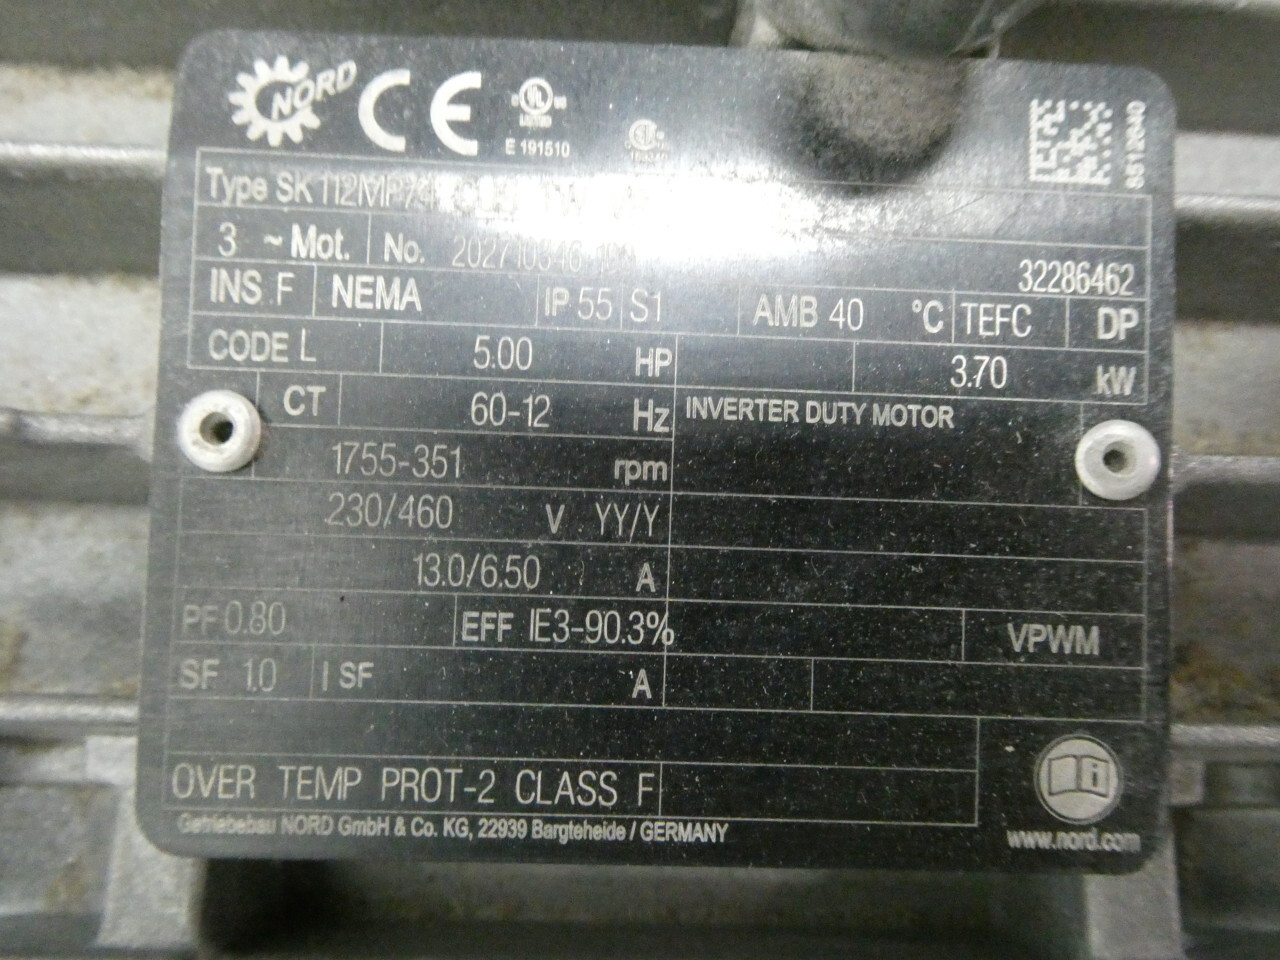 NORD CE UL LISTED
E 191510
Type SK 112MP/4
3 ~ Mot. No. 202710346
32286462
INS F NEMA IP 55 S1 AMB 40 °C TEFC DP
CODE L 5.00 HP 3.70 kW
CT 60-12 Hz INVERTER DUTY MOTOR
1755-351 rpm
230/460 V YY/Y
13.0/6.50 A
PF 0.80 EFF IE3-90.3% VPWM
SF 1.0 I SF A
OVER TEMP PROT-2 CLASS F
Getriebebau NORD GmbH & Co. KG, 22939 Bargteheide / GERMANY
www.nord.com